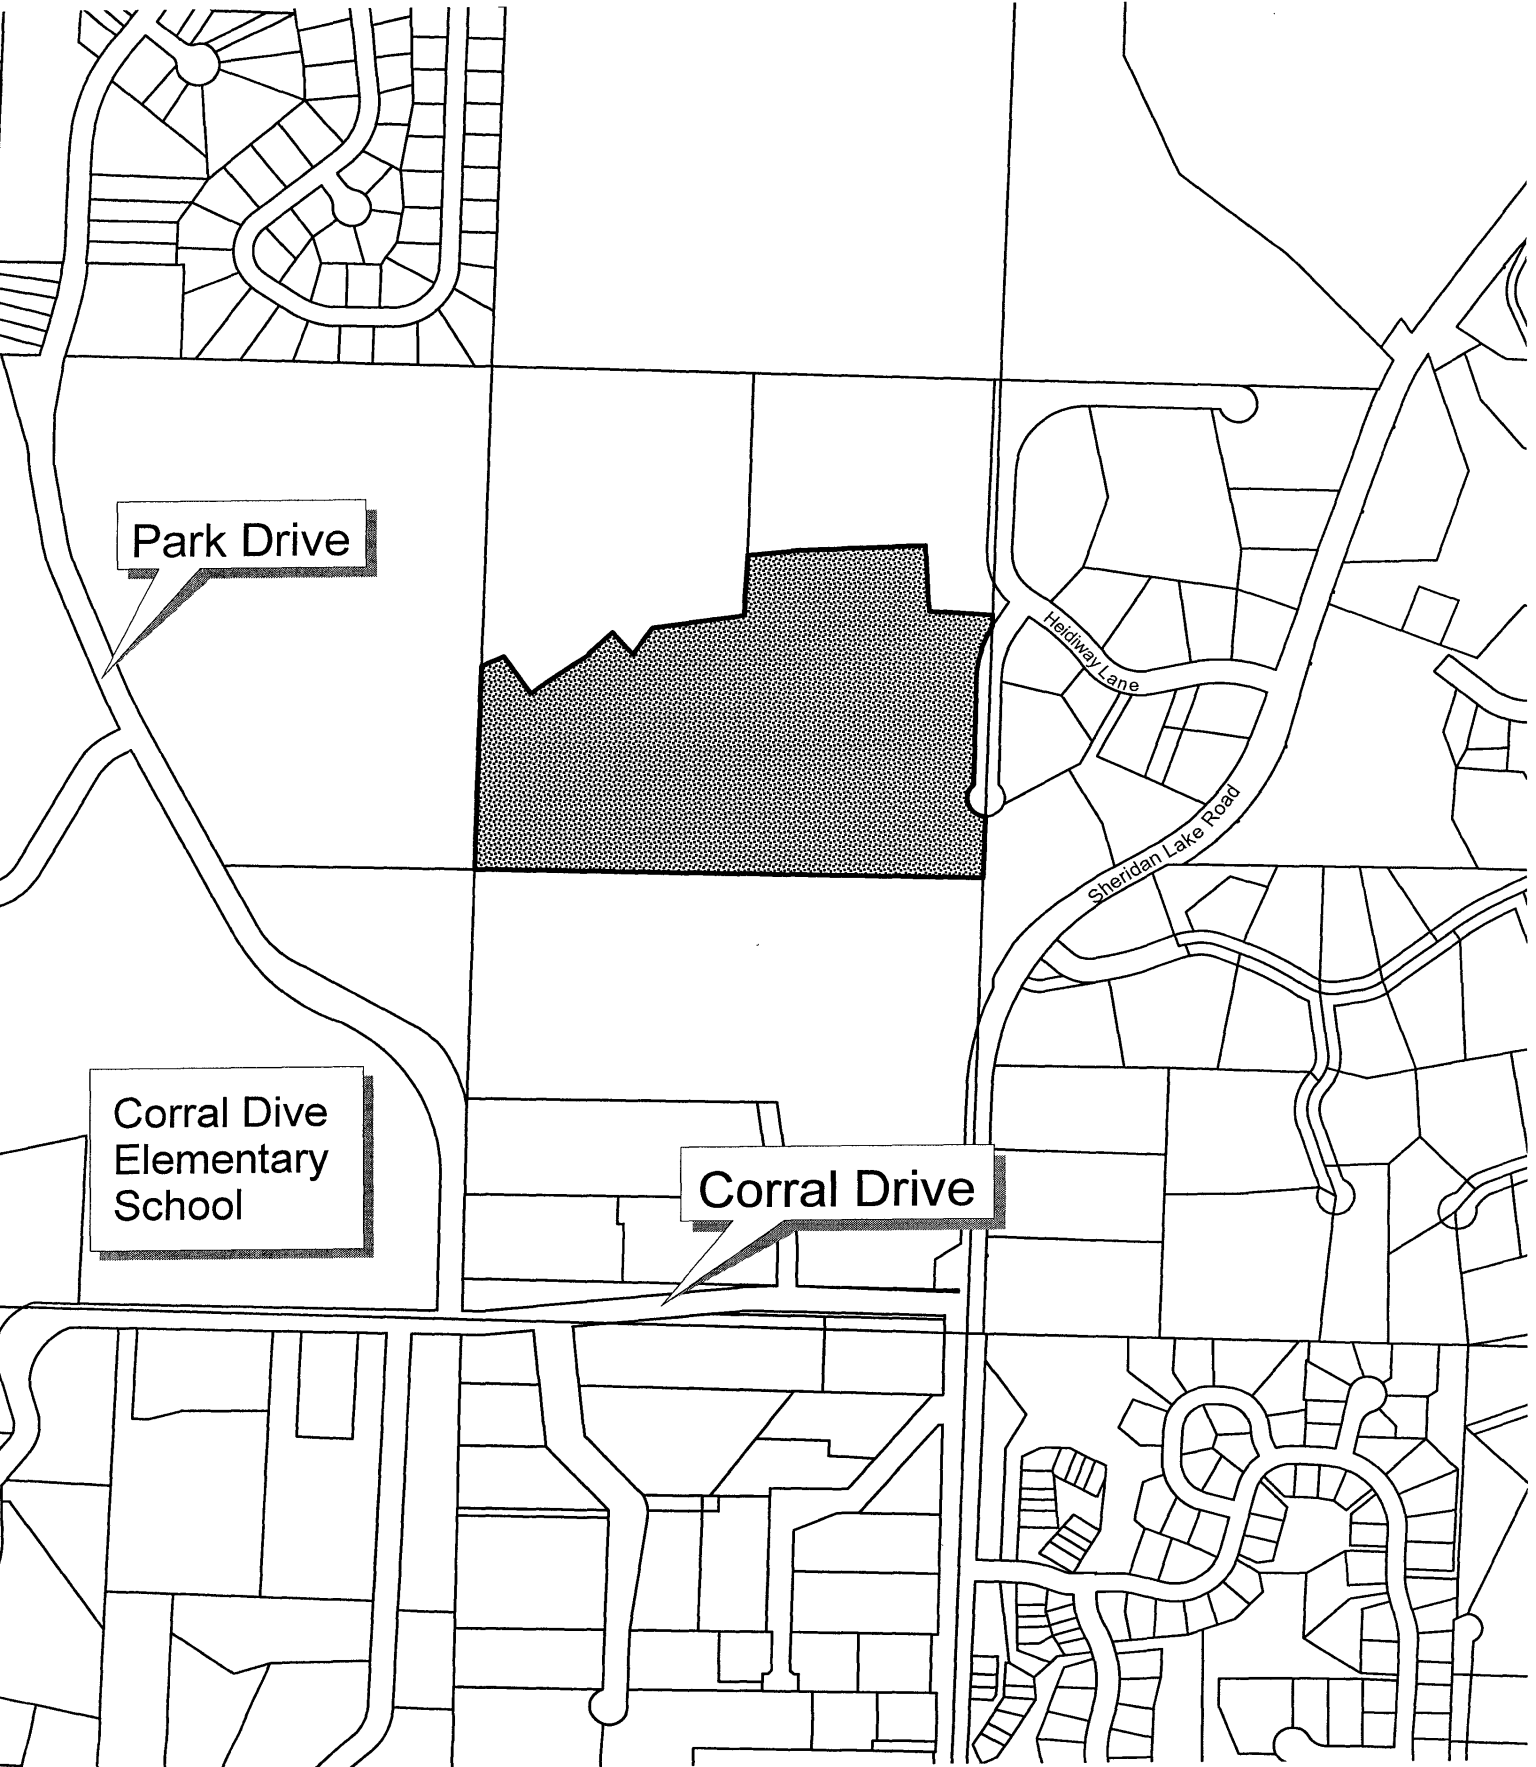 Park Drive
Heidiway Lane
Sheridan Lake Road
Corral Dive
Elementary
School
Corral Drive